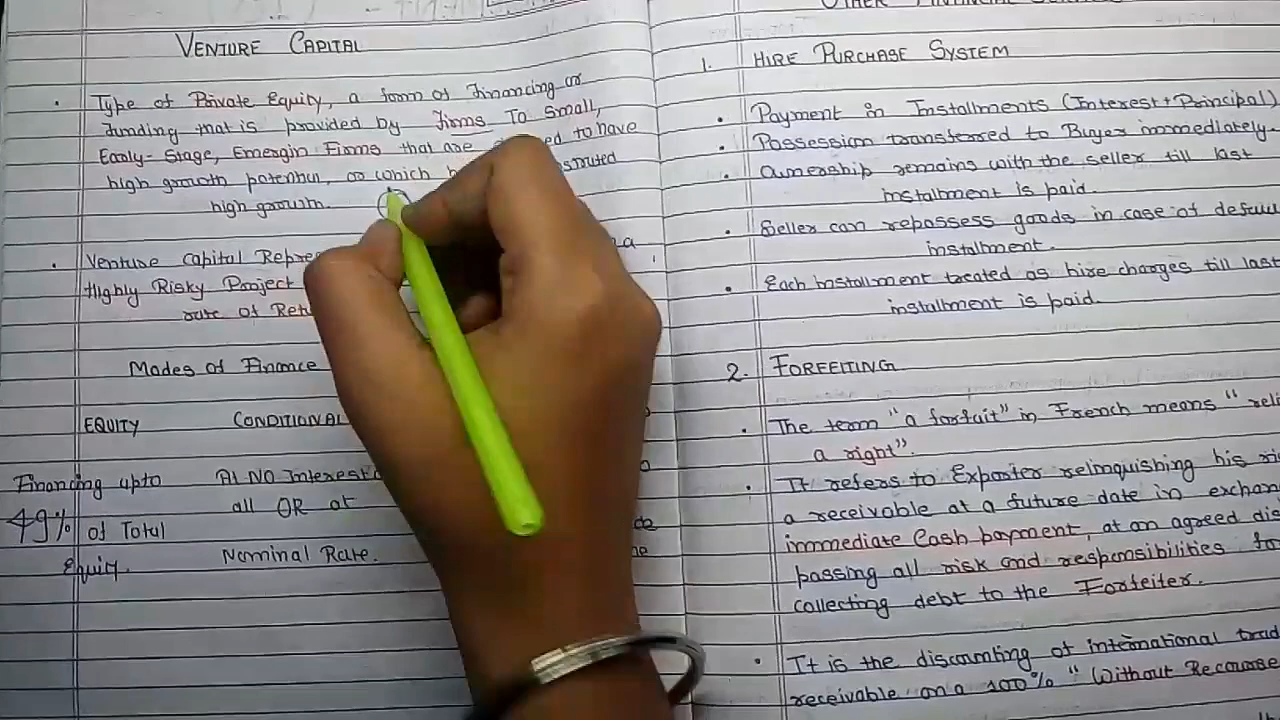 VENTURE CAPITAL
Type of Private Equity, a form of Financing or
Funding that is provided by Firms To Small,
Early-Stage, Emergin Firms that are to have
high growth potential, or which
high growth.
Venture Capital
Highly Risky Project
rate of
Modes of Finance
EQUITY CONDITIONAL
Financing upto At NO Interest
49% of Total all OR at
Equity. Nominal Rate.
OTHER FINANCIAL
1. HIRE PURCHASE SYSTEM
Payment in Installments (Interest+Principal)
Possession transferred to Buyer immediately.
Ownership remains with the seller till last
installment is paid.
Seller can repossess goods in case of
installment.
Each installment treated as hire charges till last
installment is paid.
2. FOREEITING
The term "a forfait" in French means "
a right".
It refers to Exporter relinquishing his
a receivable at a future date in
immediate Cash payment, at an agreed
passing all risk and responsibilities
collecting debt to the Forfeiter.
It is the discounting of international
receivable on a 100% "Without Recourse